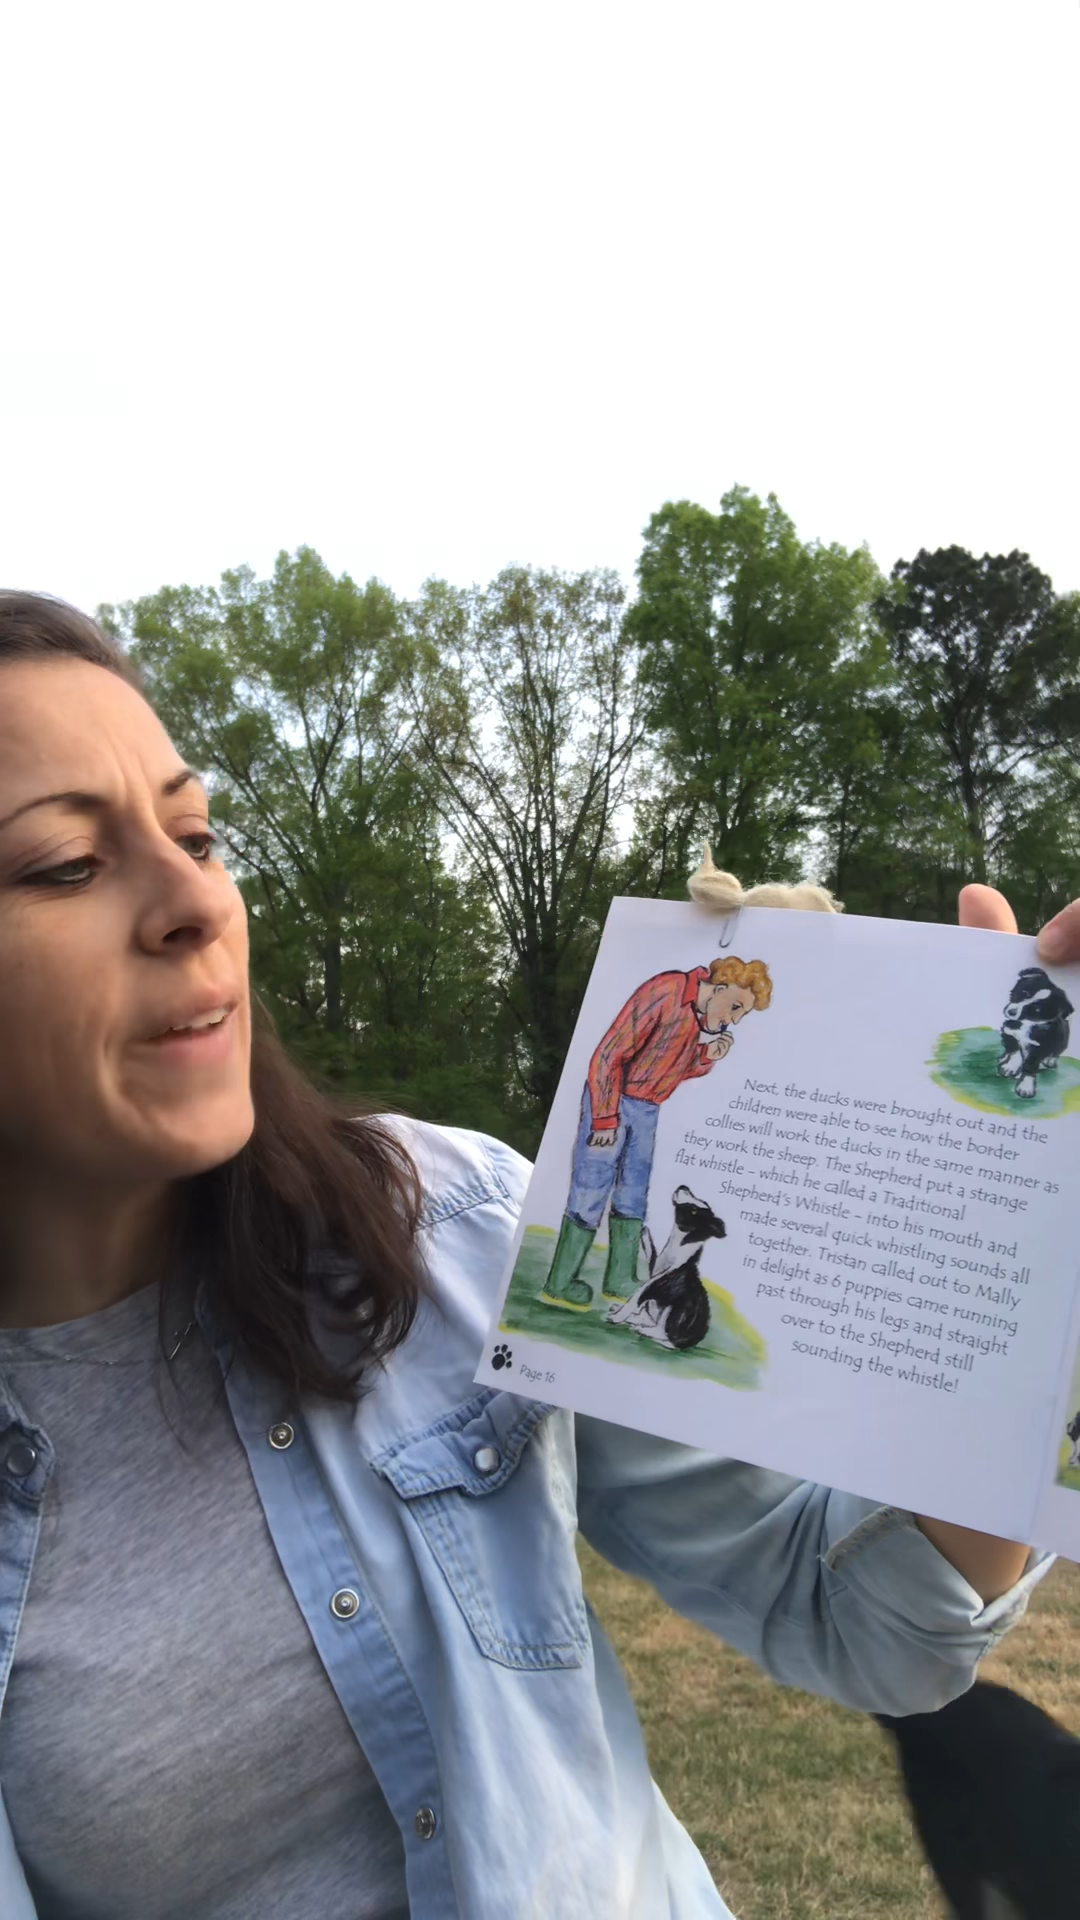 Next, the ducks were brought out and the
children were able to see how the border
collies will work the ducks in the same manner as
they work the sheep. The Shepherd put a strange
flat whistle – which he called a Traditional
Shepherd's Whistle – into his mouth and
made several quick whistling sounds all
together. Tristan called out to Mally
in delight as 6 puppies came running
past through his legs and straight
over to the Shepherd still
sounding the whistle!
Page 16